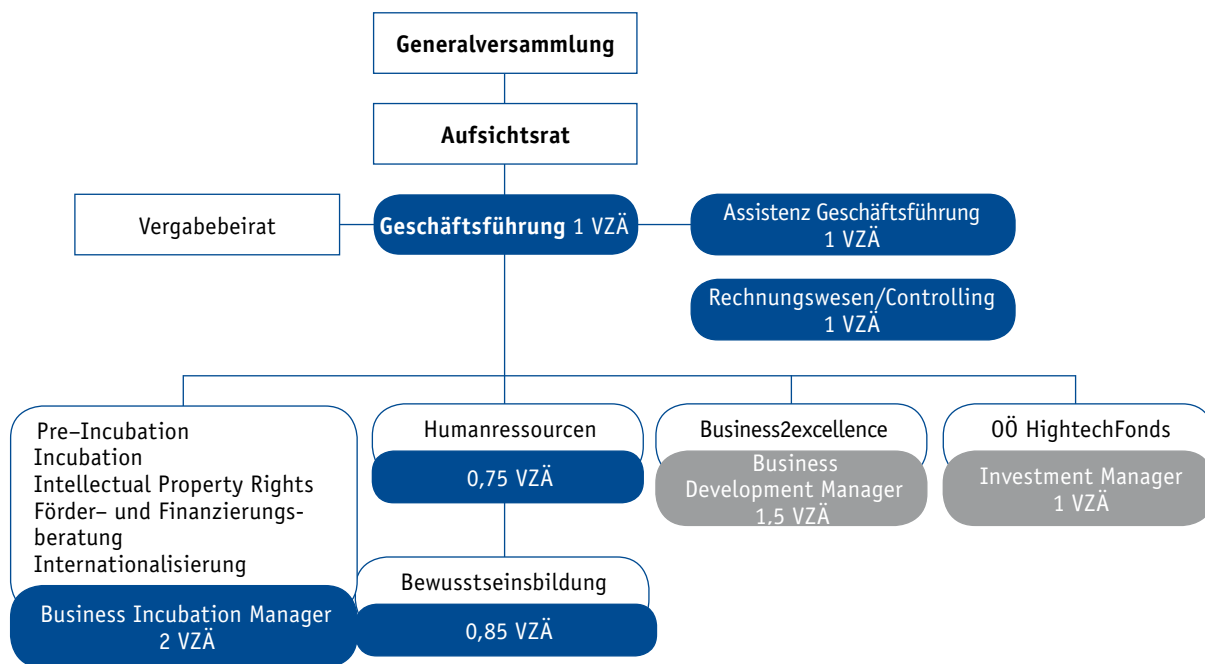 Generalversammlung
Aufsichtsrat
Vergabebeirat
Geschäftsführung 1 VZÄ
Assistenz Geschäftsführung
1 VZÄ
Rechnungswesen/Controlling
1 VZÄ
Pre–Incubation
Incubation
Intellectual Property Rights
Förder– und Finanzierungs-
beratung
Internationalisierung
Business Incubation Manager
2 VZÄ
Humanressourcen
0,75 VZÄ
Bewusstseinsbildung
0,85 VZÄ
Business2excellence
Business
Development Manager
1,5 VZÄ
OÖ HightechFonds
Investment Manager
1 VZÄ